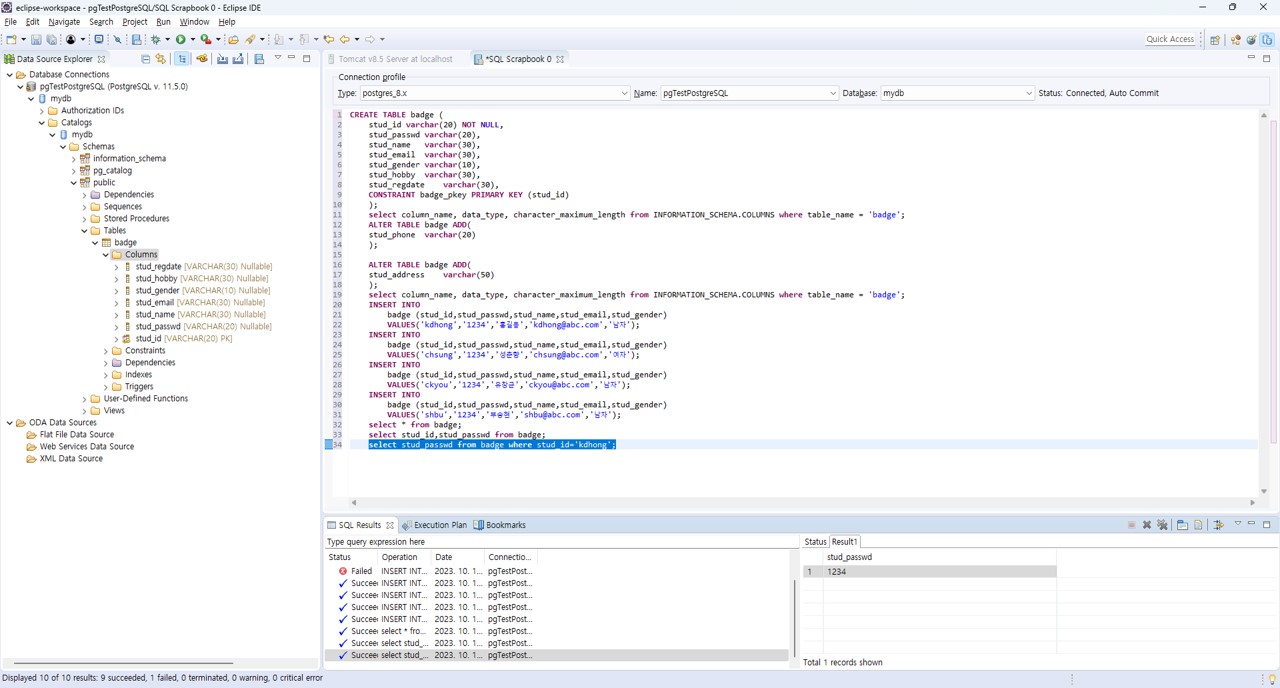 eclipse-workspace - pgTestPostgreSQL/SQL Scrapbook 0 - Eclipse IDE
File Edit Navigate Search Project Run Window Help
Quick Access
Data Source Explorer
Database Connections
pgTestPostgreSQL (PostgreSQL v. 11.5.0)
mydb
Authorization IDs
Catalogs
mydb
Schemas
information_schema
pg_catalog
public
Dependencies
Sequences
Stored Procedures
Tables
badge
Columns
stud_regdate [VARCHAR(30) Nullable]
stud_hobby [VARCHAR(30) Nullable]
stud_gender [VARCHAR(10) Nullable]
stud_email [VARCHAR(30) Nullable]
stud_name [VARCHAR(30) Nullable]
stud_passwd [VARCHAR(20) Nullable]
stud_id [VARCHAR(20) PK]
Constraints
Dependencies
Indexes
Triggers
User-Defined Functions
Views
ODA Data Sources
Flat File Data Source
Web Services Data Source
XML Data Source
Tomcat v8.5 Server at localhost *SQL Scrapbook 0
Connection profile
Type: postgres_8.x Name: pgTestPostgreSQL Database: mydb Status: Connected, Auto Commit
1 CREATE TABLE badge (
2 stud_id varchar(20) NOT NULL,
3 stud_passwd varchar(20),
4 stud_name varchar(30),
5 stud_email varchar(30),
6 stud_gender varchar(10),
7 stud_hobby varchar(30),
8 stud_regdate varchar(30),
9 CONSTRAINT badge_pkey PRIMARY KEY (stud_id)
10 );
11 select column_name, data_type, character_maximum_length from INFORMATION_SCHEMA.COLUMNS where table_name = 'badge';
12 ALTER TABLE badge ADD(
13 stud_phone varchar(20)
14 );
15
16 ALTER TABLE badge ADD(
17 stud_address varchar(50)
18 );
19 select column_name, data_type, character_maximum_length from INFORMATION_SCHEMA.COLUMNS where table_name = 'badge';
20 INSERT INTO
21 badge (stud_id,stud_passwd,stud_name,stud_email,stud_gender)
22 VALUES('kdhong','1234','홍길동','kdhong@abc.com','남자');
23 INSERT INTO
24 badge (stud_id,stud_passwd,stud_name,stud_email,stud_gender)
25 VALUES('chsung','1234','성춘향','chsung@abc.com','여자');
26 INSERT INTO
27 badge (stud_id,stud_passwd,stud_name,stud_email,stud_gender)
28 VALUES('ckyou','1234','유창균','ckyou@abc.com','남자');
29 INSERT INTO
30 badge (stud_id,stud_passwd,stud_name,stud_email,stud_gender)
31 VALUES('shbu','1234','부승현','shbu@abc.com','남자');
32 select * from badge;
33 select stud_id,stud_passwd from badge;
34 select stud_passwd from badge where stud_id='kdhong';
SQL Results Execution Plan Bookmarks
Type query expression here
Status Operation Date Connectio...
Failed INSERT INT... 2023. 10. 1... pgTestPost...
Succee INSERT INT... 2023. 10. 1... pgTestPost...
Succee INSERT INT... 2023. 10. 1... pgTestPost...
Succee INSERT INT... 2023. 10. 1... pgTestPost...
Succee INSERT INT... 2023. 10. 1... pgTestPost...
Succee select * fro... 2023. 10. 1... pgTestPost...
Succee select stud_... 2023. 10. 1... pgTestPost...
Succee select stud_... 2023. 10. 1... pgTestPost...
Status Result1
stud_passwd
1 1234
Total 1 records shown
Displayed 10 of 10 results: 9 succeeded, 1 failed, 0 terminated, 0 warning, 0 critical error